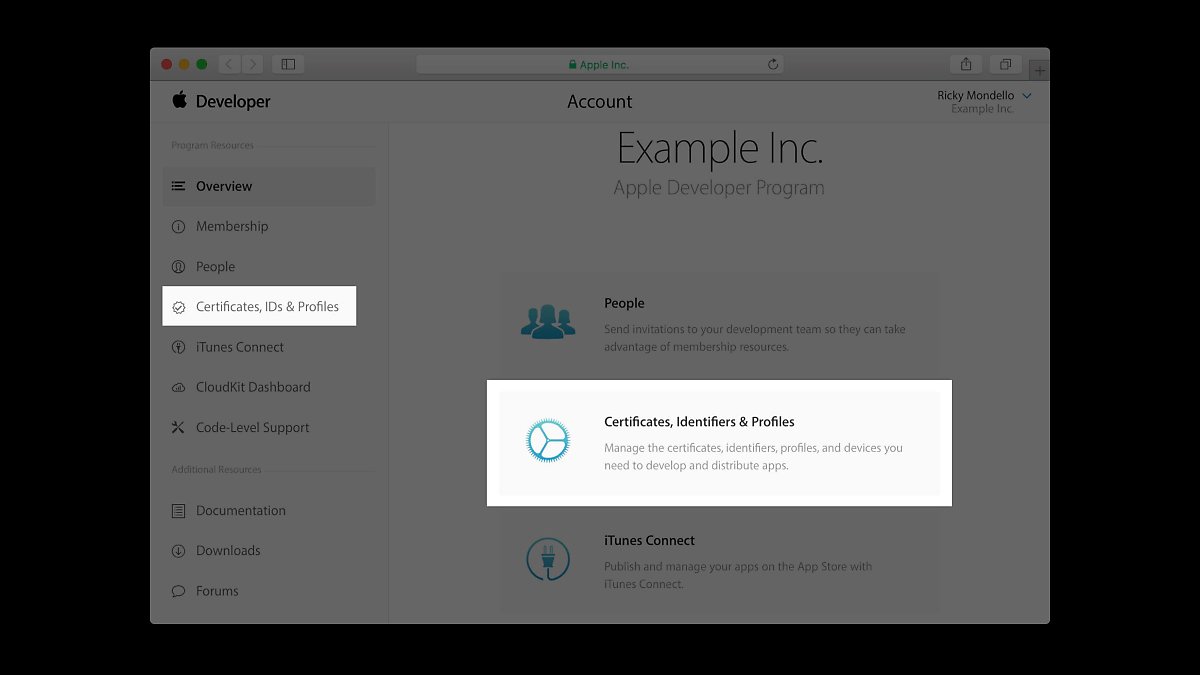 Apple Inc.
Developer
Account
Ricky Mondello
Example Inc.
Program Resources
Overview
Membership
People
Certificates, IDs & Profiles
iTunes Connect
CloudKit Dashboard
Code-Level Support
Additional Resources
Documentation
Downloads
Forums
Example Inc.
Apple Developer Program
People
Send invitations to your development team so they can take
advantage of membership resources.
Certificates, Identifiers & Profiles
Manage the certificates, identifiers, profiles, and devices you
need to develop and distribute apps.
iTunes Connect
Publish and manage your apps on the App Store with
iTunes Connect.